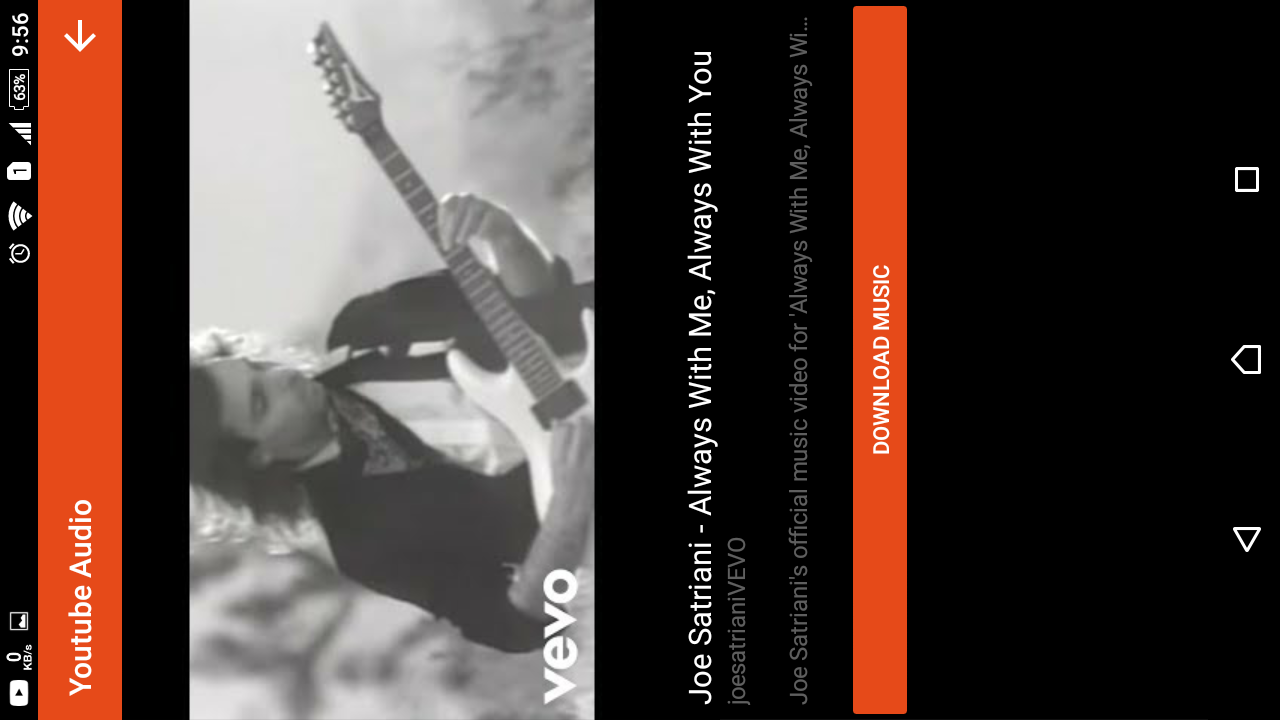 0 KB/s 1 63% 9:56
Youtube Audio
vevo
Joe Satriani - Always With Me, Always With You
joesatrianiVEVO
Joe Satriani's official music video for 'Always With Me, Always Wi...
DOWNLOAD MUSIC